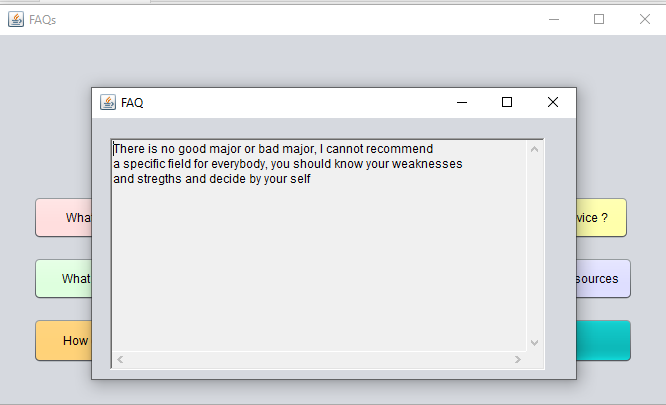 FAQs
FAQ
There is no good major or bad major, I cannot recommend
a specific field for everybody, you should know your weaknesses
and stregths and decide by your self
What
vice ?
What
sources
How